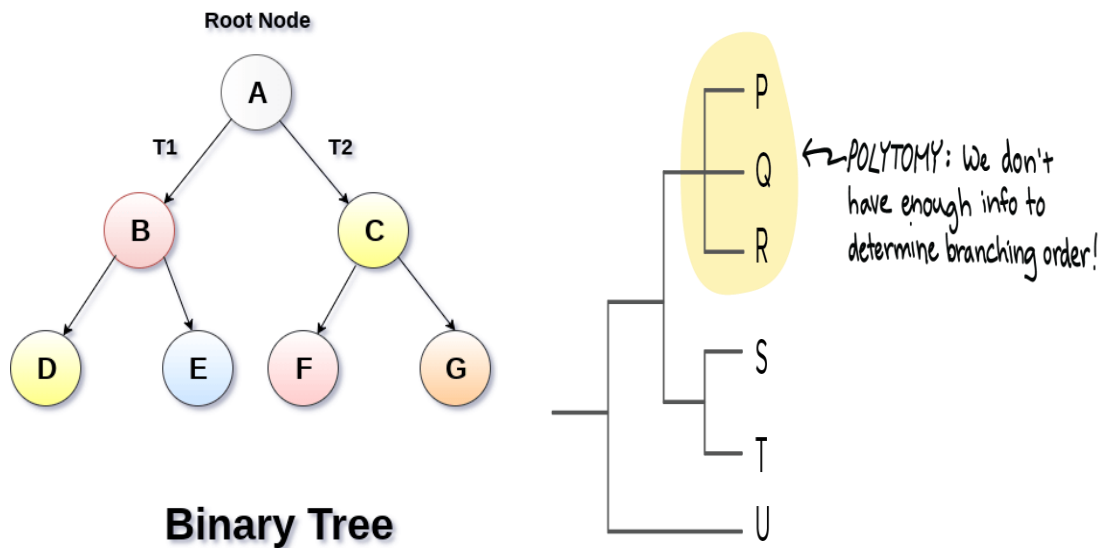 Root Node
A
T1
T2
B
C
D
E
F
G
Binary Tree
P
Q
R
S
T
U
POLYTOMY: We don't
have enough info to
determine branching order!